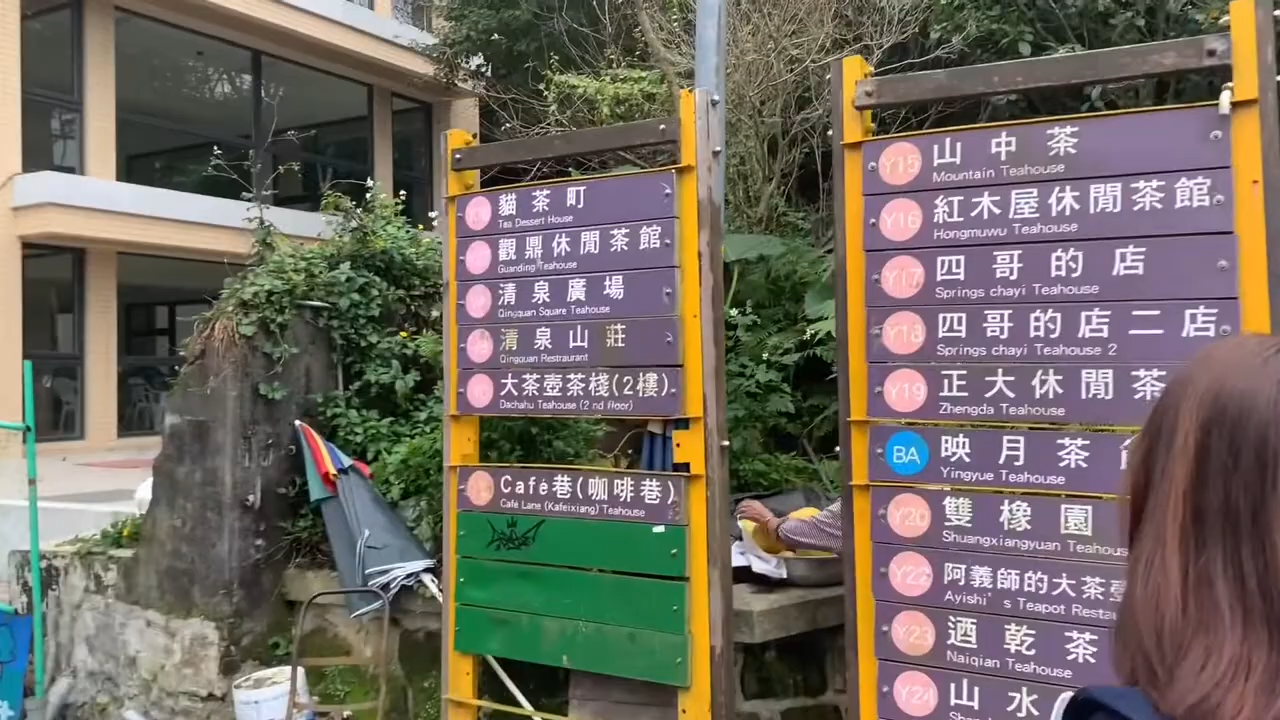 貓茶町
Tea Dessert House
觀鼎休閒茶館
Guanding Teahouse
清泉廣場
Qingquan Square Teahouse
清泉山莊
Qingquan Restraurant
大茶壺茶棧(2樓)
Dachahu Teahouse (2 nd floor)
Café巷(咖啡巷)
Café Lane (Kafeixiang) Teahouse
Y15 山中茶
Mountain Teahouse
Y16 紅木屋休閒茶館
Hongmuwu Teahouse
Y17 四哥的店
Springs chayi Teahouse
Y18 四哥的店二店
Springs chayi Teahouse 2
Y19 正大休閒茶
Zhengda Teahouse
BA 映月茶
Yingyue Teahouse
Y20 雙橡園
Shuangxiangyuan
Y22 阿義師的大茶壺
Ayishi's Teapot
Y23 迺乾茶
Naiqian Teahouse
Y24 山水